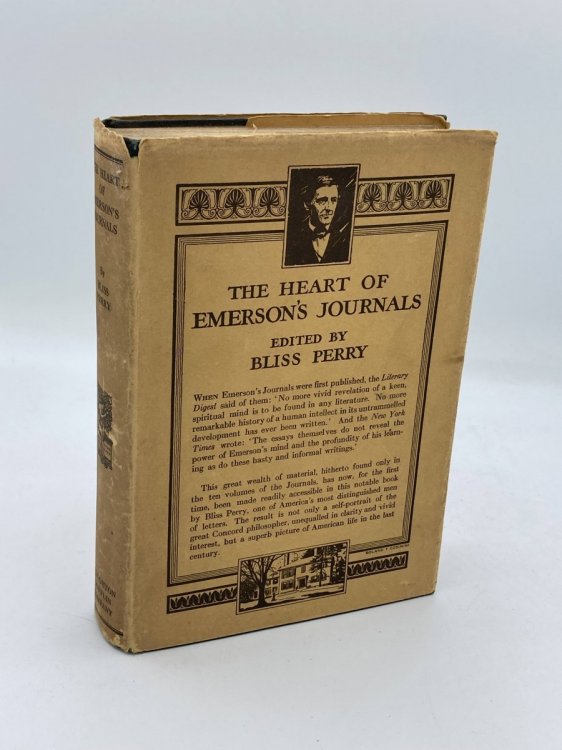 THE HEART
OF
EMERSON'S
JOURNALS
By
BLISS
PERRY
COMPANY
THE HEART OF
EMERSON'S JOURNALS
EDITED BY
BLISS PERRY
WHEN Emerson's Journals were first published, the Literary
Digest said of them: 'No more vivid revelation of a keen,
spiritual mind is to be found in any literature. No more
remarkable history of a human intellect in its untrammelled
development has ever been written.' And the New York
Times wrote: 'The essays themselves do not reveal the
power of Emerson's mind and the profundity of his learn-
ing as do these hasty and informal writings.'
This great wealth of material, hitherto found only in
the ten volumes of the Journals, has now, for the first
time, been made readily accessible in this notable book
by Bliss Perry, one of America's most distinguished men
of letters. The result is not only a self-portrait of the
great Concord philosopher, unequalled in clarity and vivid
interest, but a superb picture of American life in the last
century.